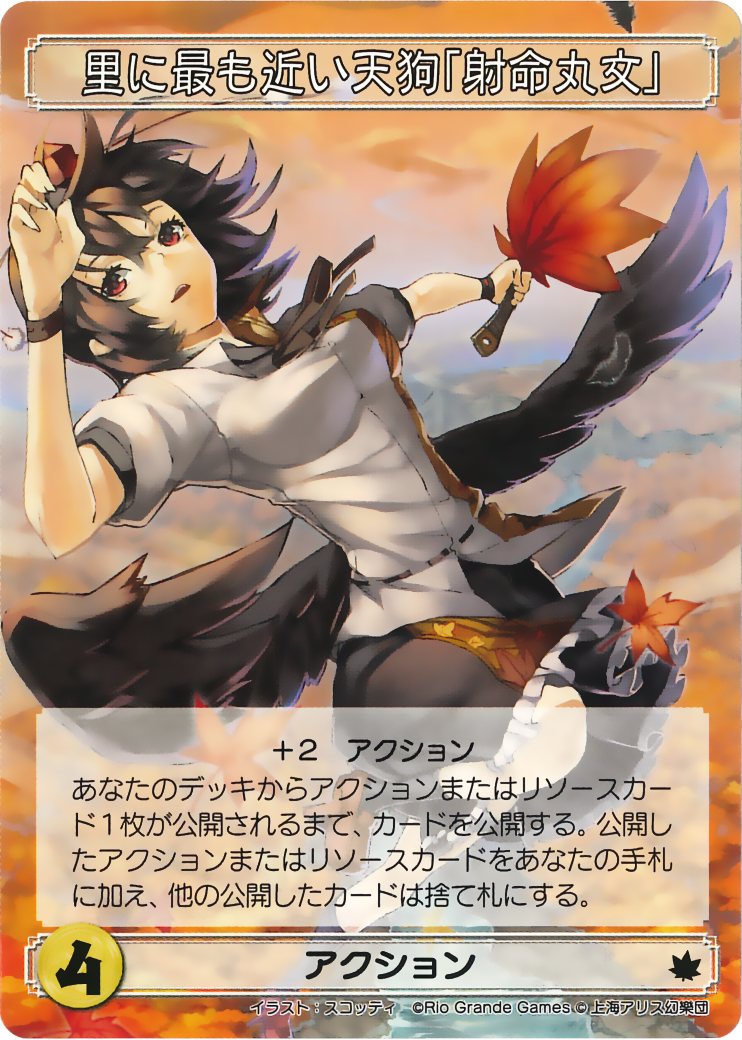 里に最も近い天狗「射命丸文」
+2 アクション
あなたのデッキからアクションまたはリソースカー
ド1枚が公開されるまで、カードを公開する。公開し
たアクションまたはリソースカードをあなたの手札
に加え、他の公開したカードは捨て札にする。
4
アクション
イラスト：スコッティ ©Rio Grande Games © 上海アリス幻樂団